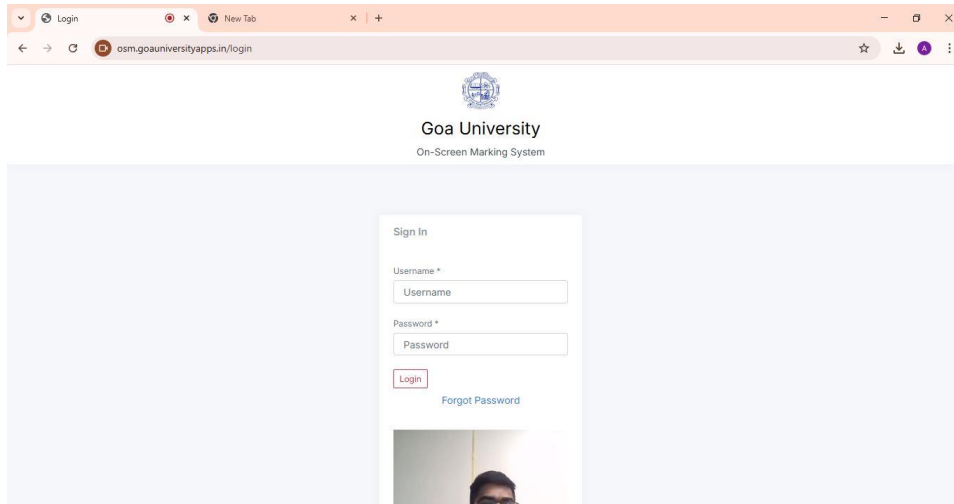 Login
New Tab
osm.goauniversityapps.in/login
A
Goa University
On-Screen Marking System
Sign In
Username *
Username
Password *
Password
Login
Forgot Password